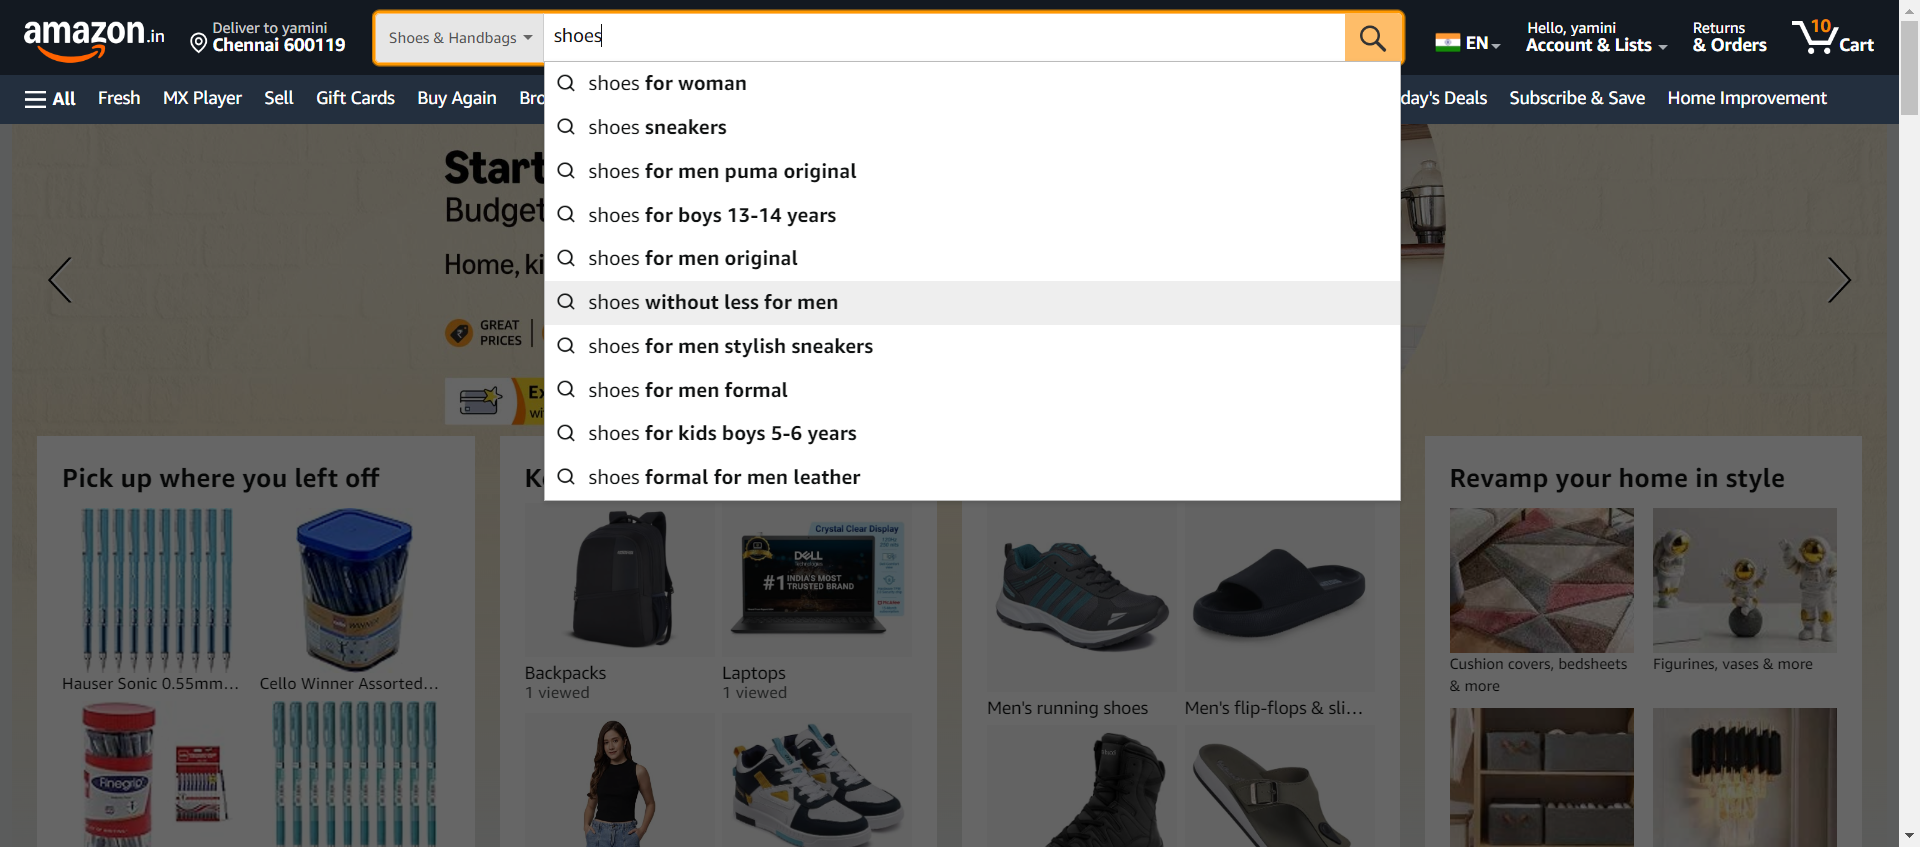 amazon.in
Deliver to yamini
Chennai 600119
Shoes & Handbags
shoes
EN
Hello, yamini
Account & Lists
Returns
& Orders
10
Cart
All
Fresh
MX Player
Sell
Gift Cards
Buy Again
Bro
day's Deals
Subscribe & Save
Home Improvement
shoes for woman
shoes sneakers
shoes for men puma original
shoes for boys 13-14 years
shoes for men original
shoes without less for men
shoes for men stylish sneakers
shoes for men formal
shoes for kids boys 5-6 years
shoes formal for men leather
Start
Budget
Home, ki
GREAT
PRICES
Ex
wi
Pick up where you left off
Hauser Sonic 0.55mm...
Cello Winner Assorted...
WINNER
Finegrip
Ke
Crystal Clear Display
DELL
Technologies
#1 INDIA'S MOST
TRUSTED BRAND
Backpacks
1 viewed
Laptops
1 viewed
Men's running shoes
Men's flip-flops & sli...
Revamp your home in style
Cushion covers, bedsheets
& more
Figurines, vases & more